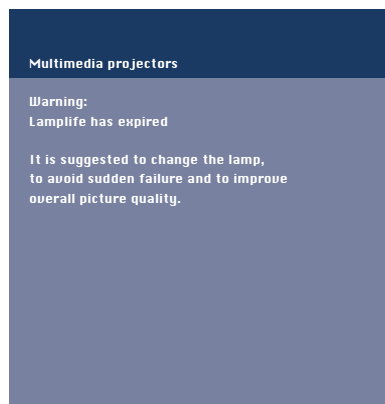 Multimedia projectors
Warning:
Lamplife has expired
It is suggested to change the lamp,
to avoid sudden failure and to improve
overall picture quality.